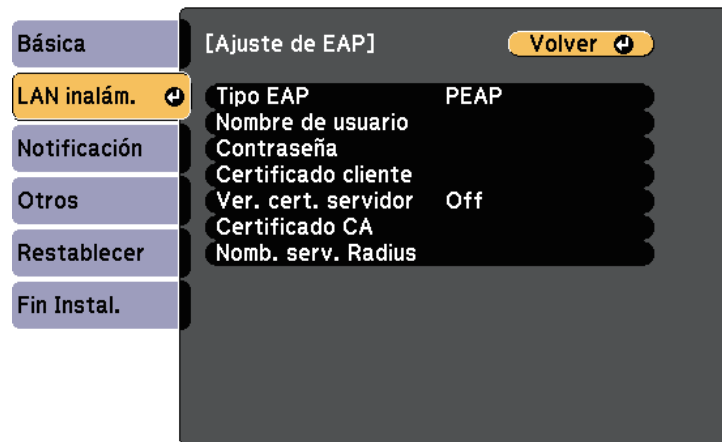 Básica
LAN inalám.
Notificación
Otros
Restablecer
Fin Instal.
[Ajuste de EAP]
Volver
Tipo EAP PEAP
Nombre de usuario
Contraseña
Certificado cliente
Ver. cert. servidor Off
Certificado CA
Nomb. serv. Radius